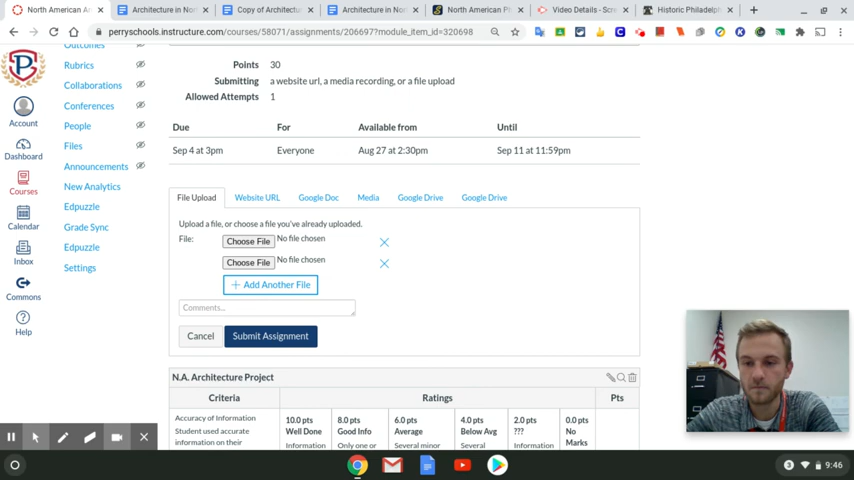 North American A
Architecture in Nor
Copy of Architectur
Architecture in Nor
North American Ph
Video Details - Scre
Historic Philadelph
perryschools.instructure.com/courses/58071/assignments/206697?module_item_id=320698
Outcomes
Rubrics
Collaborations
Conferences
People
Files
Announcements
New Analytics
Edpuzzle
Grade Sync
Edpuzzle
Settings
Account
Dashboard
Courses
Calendar
Inbox
Commons
Help
Points 30
Submitting a website url, a media recording, or a file upload
Allowed Attempts 1
Due For Available from Until
Sep 4 at 3pm Everyone Aug 27 at 2:30pm Sep 11 at 11:59pm
File Upload Website URL Google Doc Media Google Drive Google Drive
Upload a file, or choose a file you've already uploaded.
File: Choose File No file chosen
Choose File No file chosen
+ Add Another File
Comments...
Cancel Submit Assignment
N.A. Architecture Project
Criteria Ratings Pts
Accuracy of Information
Student used accurate
information on their
10.0 pts
Well Done
Information
8.0 pts
Good Info
Only one or
6.0 pts
Average
Several minor
4.0 pts
Below Avg
Several
2.0 pts
???
Information
0.0 pts
No
Marks
3 9:46